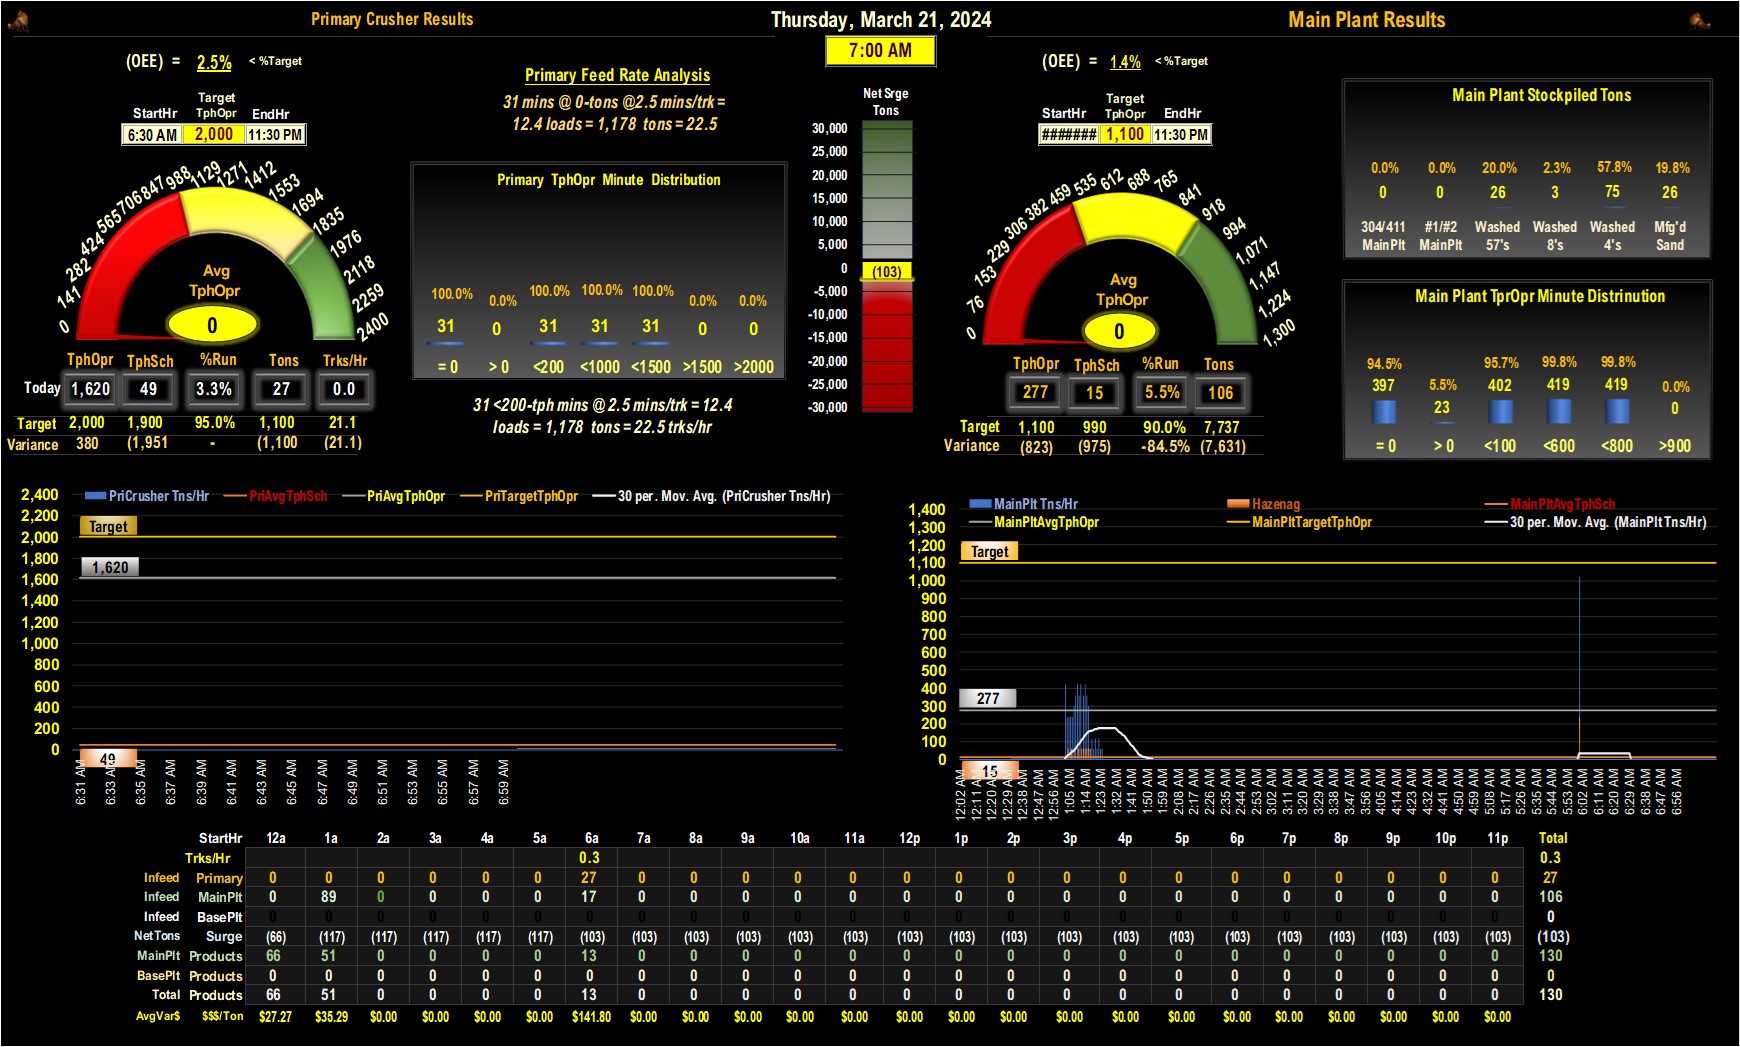 Primary Crusher Results
Thursday, March 21, 2024
Main Plant Results
7:00 AM
(OEE) = 2.5% < %Target
Target
StartHr TphOpr EndHr
6:30 AM 2,000 11:30 PM
0 141 282 424 565 706 847 988 1129 1271 1412 1553 1694 1835 1976 2118 2259 2400
Avg
TphOpr
0
TphOpr TphSch %Run Tons Trks/Hr
Today 1,620 49 3.3% 27 0.0
Target 2,000 1,900 95.0% 1,100 21.1
Variance 380 (1,951 - (1,100 (21.1)
Primary Feed Rate Analysis
31 mins @ 0-tons @2.5 mins/trk =
12.4 loads = 1,178 tons = 22.5
Primary TphOpr Minute Distribution
100.0% 0.0% 100.0% 100.0% 100.0% 0.0% 0.0%
31 0 31 31 31 0 0
= 0 > 0 <200 <1000 <1500 >1500 >2000
31 <200-tph mins @ 2.5 mins/trk = 12.4
loads = 1,178 tons = 22.5 trks/hr
Net Srge
Tons
30,000
25,000
20,000
15,000
10,000
5,000
0
(103)
-5,000
-10,000
-15,000
-20,000
-25,000
-30,000
(OEE) = 1.4% < %Target
Target
StartHr TphOpr EndHr
####### 1,100 11:30 PM
0 76 153 229 306 382 459 535 612 688 765 841 918 994 1,071 1,147 1,224 1,300
Avg
TphOpr
0
TphOpr TphSch %Run Tons
277 15 5.5% 106
Target 1,100 990 90.0% 7,737
Variance (823) (975) -84.5% (7,631)
Main Plant Stockpiled Tons
0.0% 0.0% 20.0% 2.3% 57.8% 19.8%
0 0 26 3 75 26
304/411 #1/#2 Washed Washed Washed Mfg'd
MainPlt MainPlt 57's 8's 4's Sand
Main Plant TprOpr Minute Distrinution
94.5% 5.5% 95.7% 99.8% 99.8% 0.0%
397 23 402 419 419 0
= 0 > 0 <100 <600 <800 >900
PriCrusher Tns/Hr PriAvgTphSch PriAvgTphOpr PriTargetTphOpr 30 per. Mov. Avg. (PriCrusher Tns/Hr)
2,400
2,200
Target
2,000
1,800
1,620
1,600
1,400
1,200
1,000
800
600
400
200
0
49
6:31 AM 6:33 AM 6:35 AM 6:37 AM 6:39 AM 6:41 AM 6:43 AM 6:45 AM 6:47 AM 6:49 AM 6:51 AM 6:53 AM 6:55 AM 6:57 AM 6:59 AM
MainPlt Tns/Hr Hazenag MainPltAvgTphSch
MainPltAvgTphOpr MainPltTargetTphOpr 30 per. Mov. Avg. (MainPlt Tns/Hr)
1,400
1,300
1,200
Target
1,100
1,000
900
800
700
600
500
400
277
300
200
100
0
15
12:02 AM 12:11 AM 12:20 AM 12:29 AM 12:38 AM 12:47 AM 12:56 AM 1:05 AM 1:14 AM 1:23 AM 1:32 AM 1:41 AM 1:50 AM 1:59 AM 2:08 AM 2:17 AM 2:26 AM 2:35 AM 2:44 AM 2:53 AM 3:02 AM 3:11 AM 3:20 AM 3:29 AM 3:38 AM 3:47 AM 3:56 AM 4:05 AM 4:14 AM 4:23 AM 4:32 AM 4:41 AM 4:50 AM 4:59 AM 5:08 AM 5:17 AM 5:26 AM 5:35 AM 5:44 AM 5:53 AM 6:02 AM 6:11 AM 6:20 AM 6:29 AM 6:38 AM 6:47 AM 6:56 AM
StartHr 12a 1a 2a 3a 4a 5a 6a 7a 8a 9a 10a 11a 12p 1p 2p 3p 4p 5p 6p 7p 8p 9p 10p 11p Total
Trks/Hr 0.3 0.3
Infeed Primary 0 0 0 0 0 0 27 0 0 0 0 0 0 0 0 0 0 0 0 0 0 0 0 0 27
Infeed MainPlt 0 89 0 0 0 0 17 0 0 0 0 0 0 0 0 0 0 0 0 0 0 0 0 0 106
Infeed BasePlt 0 0 0 0 0 0 0 0 0 0 0 0 0 0 0 0 0 0 0 0 0 0 0 0 0
NetTons Surge (66) (117) (117) (117) (117) (117) (103) (103) (103) (103) (103) (103) (103) (103) (103) (103) (103) (103) (103) (103) (103) (103) (103) (103) (103)
MainPlt Products 66 51 0 0 0 0 13 0 0 0 0 0 0 0 0 0 0 0 0 0 0 0 0 0 130
BasePlt Products 0 0 0 0 0 0 0 0 0 0 0 0 0 0 0 0 0 0 0 0 0 0 0 0 0
Total Products 66 51 0 0 0 0 13 0 0 0 0 0 0 0 0 0 0 0 0 0 0 0 0 0 130
AvgVar$ $$$/Ton $27.27 $35.29 $0.00 $0.00 $0.00 $0.00 $141.80 $0.00 $0.00 $0.00 $0.00 $0.00 $0.00 $0.00 $0.00 $0.00 $0.00 $0.00 $0.00 $0.00 $0.00 $0.00 $0.00 $0.00